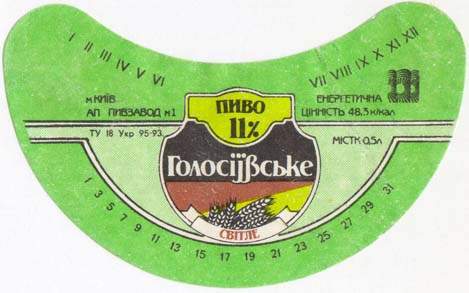 I II III IV V VI
VII VIII IX X XI XII
м КИЇВ
АП ПИВЗАВОД №1
ТУ 18 Укр 95-93
ПИВО
11%
ЕНЕРГЕТИЧНА
ЦІННІСТЬ 48.3 к/кал
МІСТК 0,5л
Голосіївське
СВІТЛЕ
1 3 5 7 9 11 13 15 17 19 21 23 25 27 29 31